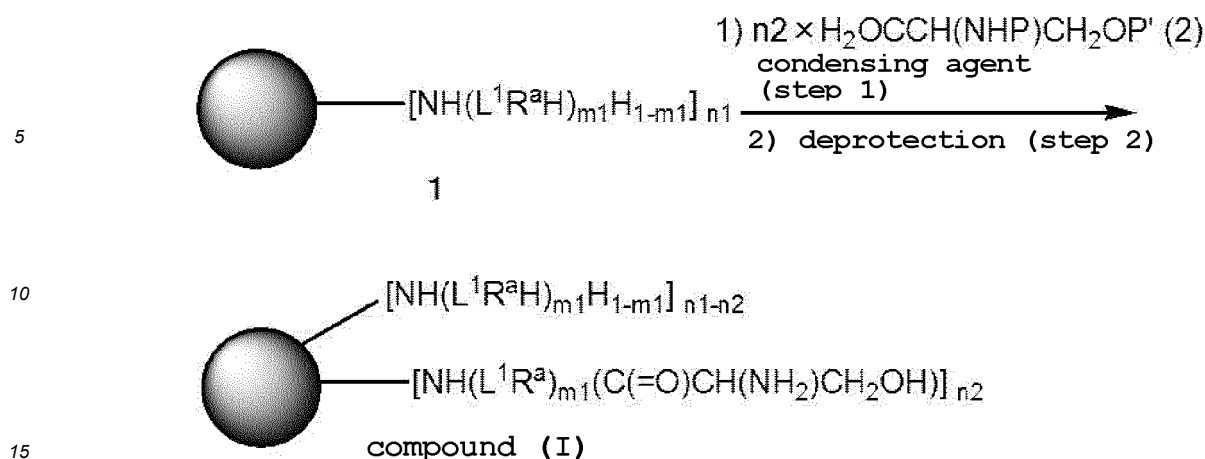 1) n2 × H₂OCCH(NHP)CH₂OP' (2)
condensing agent
(step 1)
[NH(L¹RᵃH)ₘ₁H₁₋ₘ₁] ₙ₁
2) deprotection (step 2)
5
1
10
[NH(L¹RᵃH)ₘ₁H₁₋ₘ₁] ₙ₁₋ₙ₂
[NH(L¹Rᵃ)ₘ₁(C(=O)CH(NH₂)CH₂OH)] ₙ₂
compound (I)
15